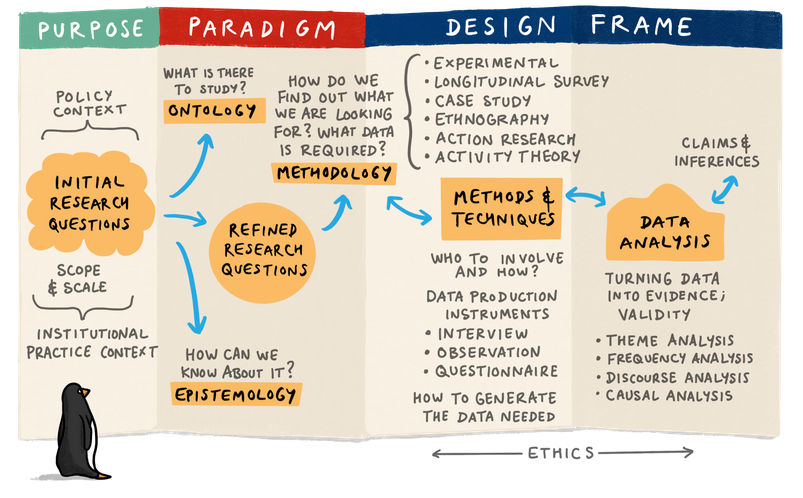 PURPOSE
PARADIGM
DESIGN FRAME
POLICY
CONTEXT
INITIAL
RESEARCH
QUESTIONS
SCOPE
& SCALE
INSTITUTIONAL
PRACTICE CONTEXT
WHAT IS THERE
TO STUDY?
ONTOLOGY
REFINED
RESEARCH
QUESTIONS
HOW CAN WE
KNOW ABOUT IT?
EPISTEMOLOGY
HOW DO WE
FIND OUT WHAT
WE ARE LOOKING
FOR? WHAT DATA
IS REQUIRED?
METHODOLOGY
• EXPERIMENTAL
• LONGITUDINAL SURVEY
• CASE STUDY
• ETHNOGRAPHY
• ACTION RESEARCH
• ACTIVITY THEORY
METHODS &
TECHNIQUES
WHO TO INVOLVE
AND HOW?
DATA PRODUCTION
INSTRUMENTS
• INTERVIEW
• OBSERVATION
• QUESTIONNAIRE
HOW TO GENERATE
THE DATA NEEDED
CLAIMS &
INFERENCES
DATA
ANALYSIS
TURNING DATA
INTO EVIDENCE;
VALIDITY
• THEME ANALYSIS
• FREQUENCY ANALYSIS
• DISCOURSE ANALYSIS
• CAUSAL ANALYSIS
ETHICS